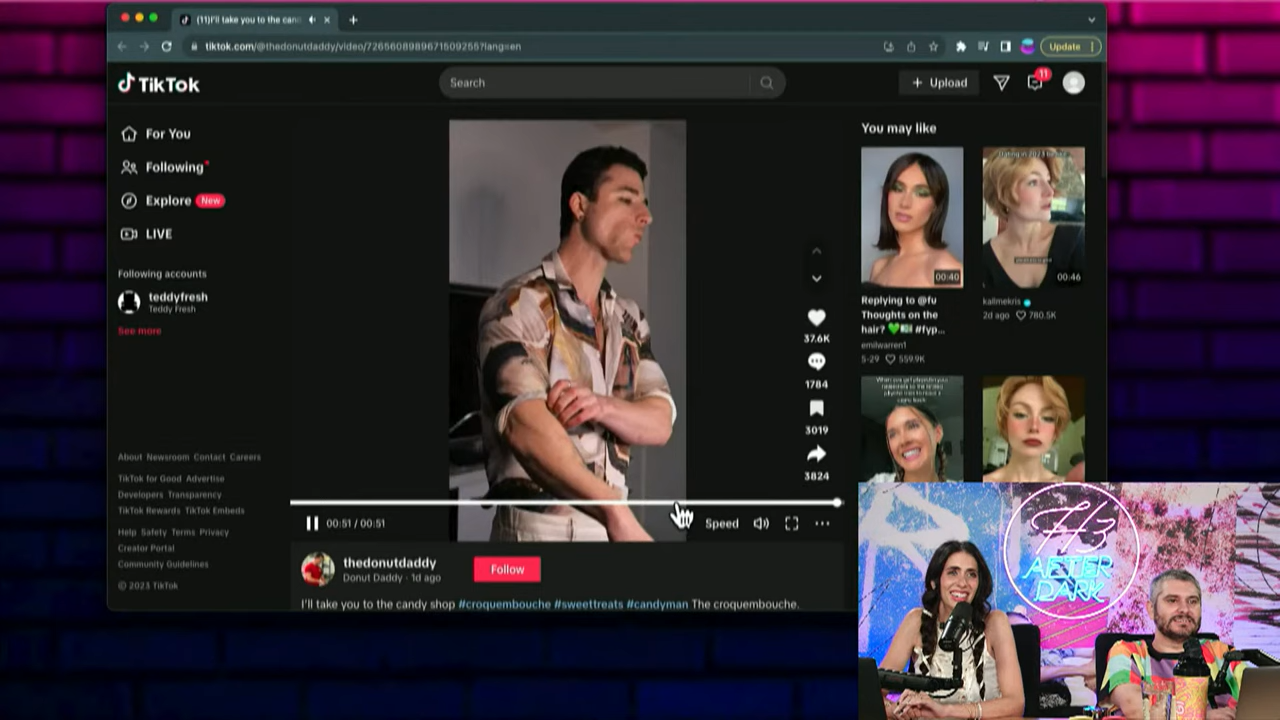 (11)I'll take you to the cand
tiktok.com/@thedonutdaddy/video/7265608989671509255?lang=en
Update
TikTok
Search
+ Upload
11
For You
Following
Explore New
LIVE
Following accounts
teddyfresh
Teddy Fresh
See more
About Newsroom Contact Careers
TikTok for Good Advertise
Developers Transparency
TikTok Rewards TikTok Embeds
Help Safety Terms Privacy
Creator Portal
Community Guidelines
© 2023 TikTok
37.6K
1784
3019
3824
00:51 / 00:51
Speed
thedonutdaddy
Donut Daddy · 1d ago
Follow
I'll take you to the candy shop #croquembouche #sweettreats #candyman The croquembouche.
You may like
00:40
Replying to @fu
Thoughts on the
hair? 💚 #fyp...
emilwarren1
5-29 559.9K
dating in 2023 be like
00:46
kallmekris
2d ago 780.5K
H3
AFTER
DARK